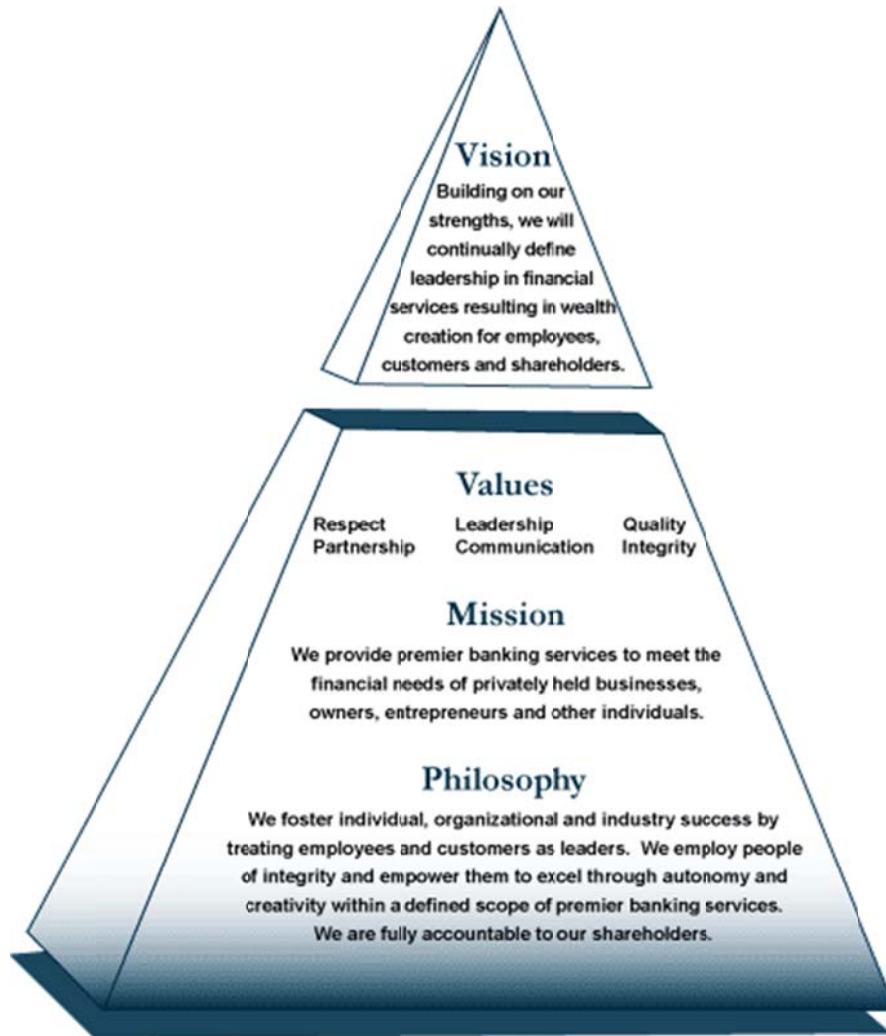 Vision
Building on our
strengths, we will
continually define
leadership in financial
services resulting in wealth
creation for employees,
customers and shareholders.
Values
Respect Leadership Quality
Partnership Communication Integrity
Mission
We provide premier banking services to meet the
financial needs of privately held businesses,
owners, entrepreneurs and other individuals.
Philosophy
We foster individual, organizational and industry success by
treating employees and customers as leaders. We employ people
of integrity and empower them to excel through autonomy and
creativity within a defined scope of premier banking services.
We are fully accountable to our shareholders.